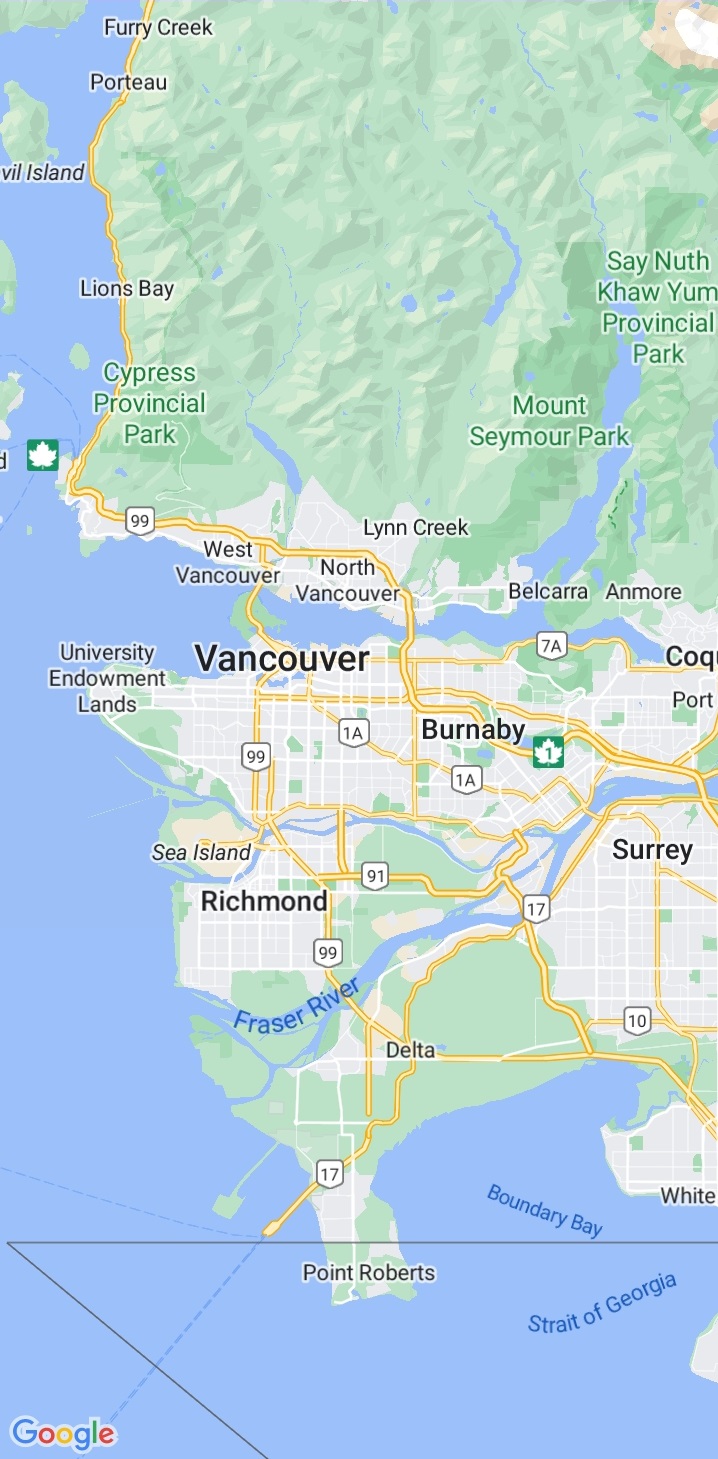 Furry Creek
Porteau
vil Island
Lions Bay
Say Nuth
Khaw Yum
Provincial
Park
Cypress
Provincial
Park
Mount
Seymour Park
d
99
Lynn Creek
West
Vancouver
North
Vancouver
Belcarra
Anmore
7A
University
Endowment
Lands
Vancouver
Coqu
Port
1A
Burnaby
99
1
1A
Sea Island
Surrey
91
Richmond
17
99
Fraser River
10
Delta
17
White
Boundary Bay
Point Roberts
Strait of Georgia
Google